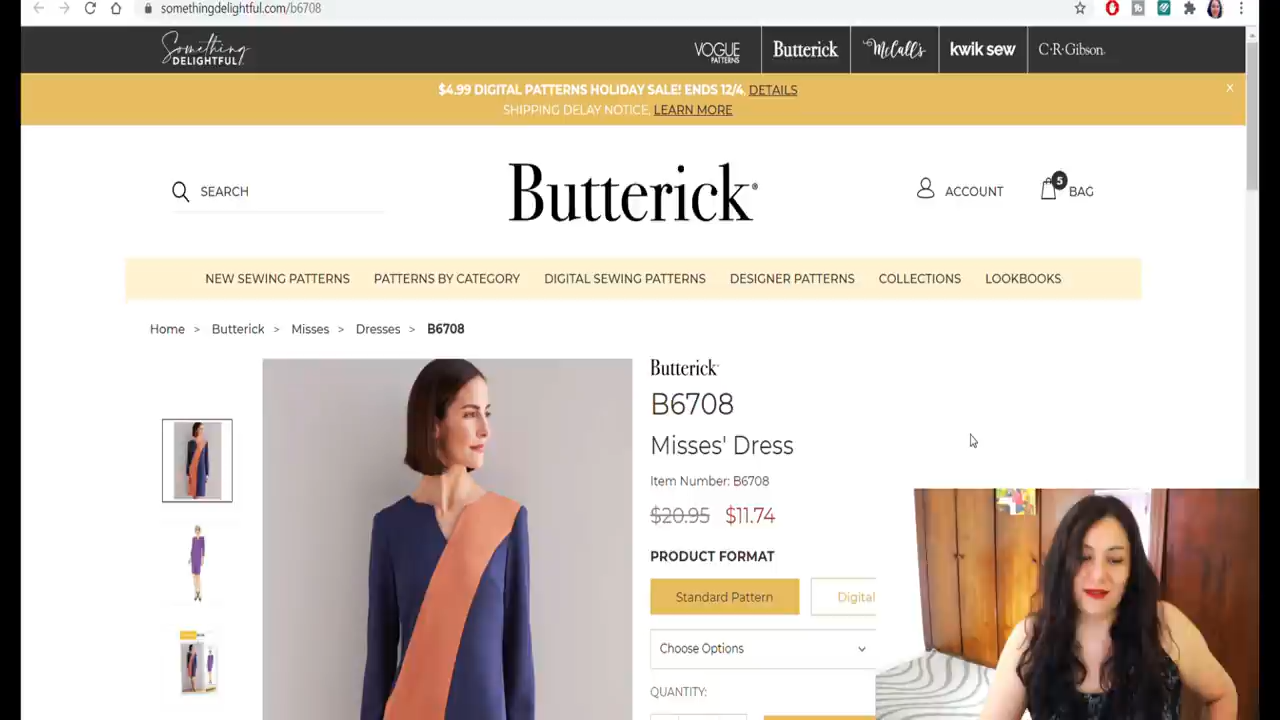 somethingdelightful.com/b6708
Something
DELIGHTFUL
VOGUE
PATTERNS
Butterick
McCall's
kwik sew
C·R·Gibson
$4.99 DIGITAL PATTERNS HOLIDAY SALE! ENDS 12/4. DETAILS
x
SHIPPING DELAY NOTICE. LEARN MORE
SEARCH
Butterick
ACCOUNT
5
BAG
NEW SEWING PATTERNS
PATTERNS BY CATEGORY
DIGITAL SEWING PATTERNS
DESIGNER PATTERNS
COLLECTIONS
LOOKBOOKS
Home > Butterick > Misses > Dresses > B6708
Butterick
B6708
Misses' Dress
Item Number: B6708
$20.95 $11.74
PRODUCT FORMAT
Standard Pattern
Digital
Choose Options
QUANTITY: